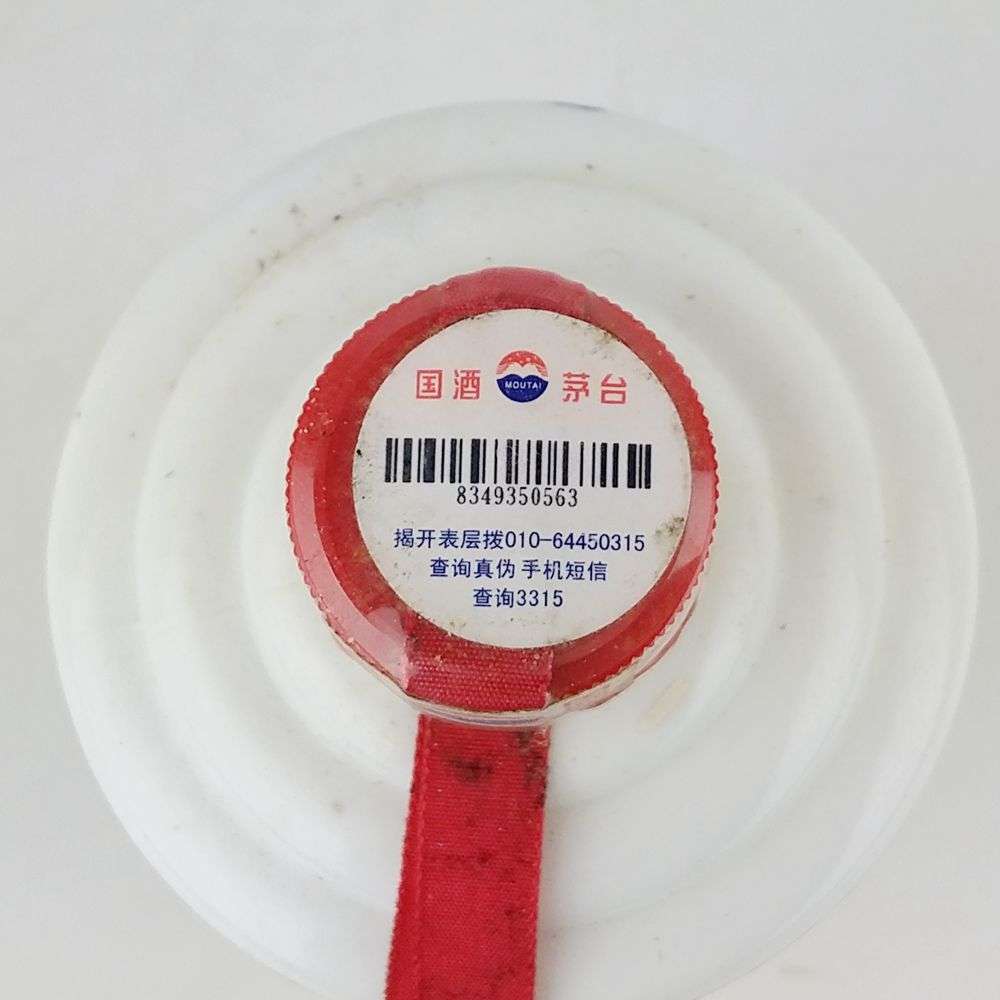 国酒 MOUTAI 茅台
8349350563
揭开表层拨010-64450315
查询真伪 手机短信
查询3315